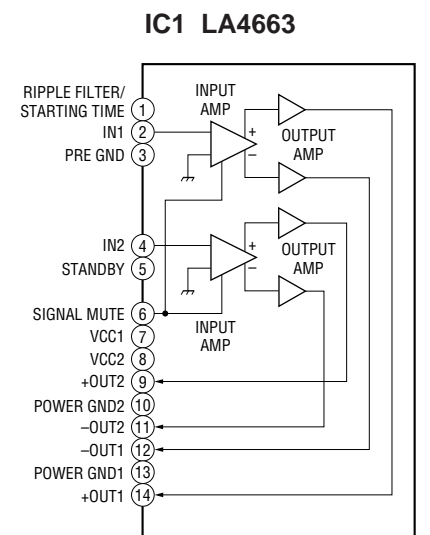 IC1 LA4663
RIPPLE FILTER/
STARTING TIME 1
IN1 2
PRE GND 3
INPUT
AMP
+
–
OUTPUT
AMP
IN2 4
STANDBY 5
SIGNAL MUTE 6
+
–
OUTPUT
AMP
INPUT
AMP
VCC1 7
VCC2 8
+OUT2 9
POWER GND2 10
–OUT2 11
–OUT1 12
POWER GND1 13
+OUT1 14